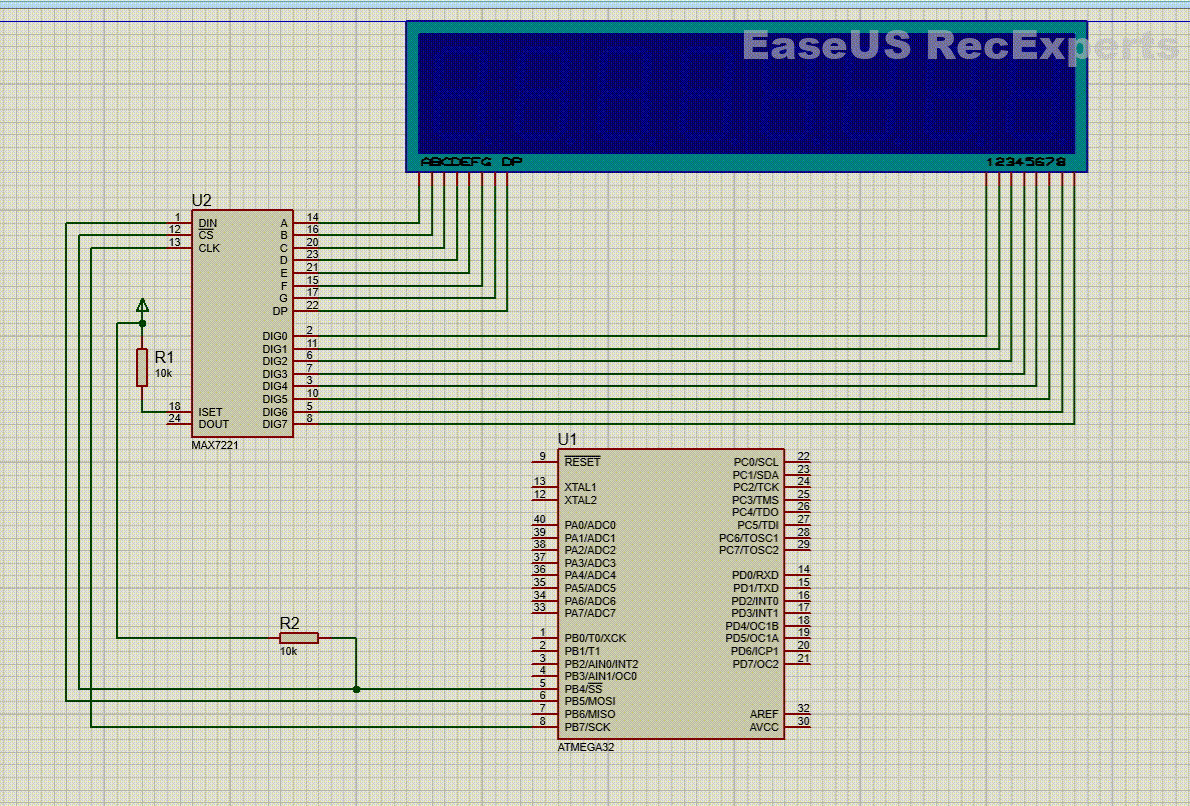 EaseUS RecExperts
ABCDEFG DP
12345678
U2
1 DIN A 14
12 CS B 16
13 CLK C 20
D 23
E 21
F 15
G 17
DP 22
DIG0 2
DIG1 11
DIG2 6
DIG3 7
DIG4 3
DIG5 10
18 ISET DIG6 5
24 DOUT DIG7 8
MAX7221
R1
10k
U1
9 RESET PC0/SCL 22
PC1/SDA 23
13 XTAL1 PC2/TCK 24
12 XTAL2 PC3/TMS 25
PC4/TDO 26
40 PA0/ADC0 PC5/TDI 27
39 PA1/ADC1 PC6/TOSC1 28
38 PA2/ADC2 PC7/TOSC2 29
37 PA3/ADC3
36 PA4/ADC4 PD0/RXD 14
35 PA5/ADC5 PD1/TXD 15
34 PA6/ADC6 PD2/INT0 16
33 PA7/ADC7 PD3/INT1 17
PD4/OC1B 18
1 PB0/T0/XCK PD5/OC1A 19
2 PB1/T1 PD6/ICP1 20
3 PB2/AIN0/INT2 PD7/OC2 21
4 PB3/AIN1/OC0
5 PB4/SS
6 PB5/MOSI
7 PB6/MISO AREF 32
8 PB7/SCK AVCC 30
ATMEGA32
R2
10k